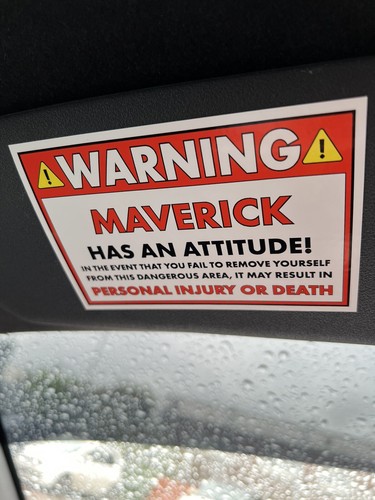 WARNING
MAVERICK
HAS AN ATTITUDE!
IN THE EVENT THAT YOU FAIL TO REMOVE YOURSELF
FROM THIS DANGEROUS AREA, IT MAY RESULT IN
PERSONAL INJURY OR DEATH